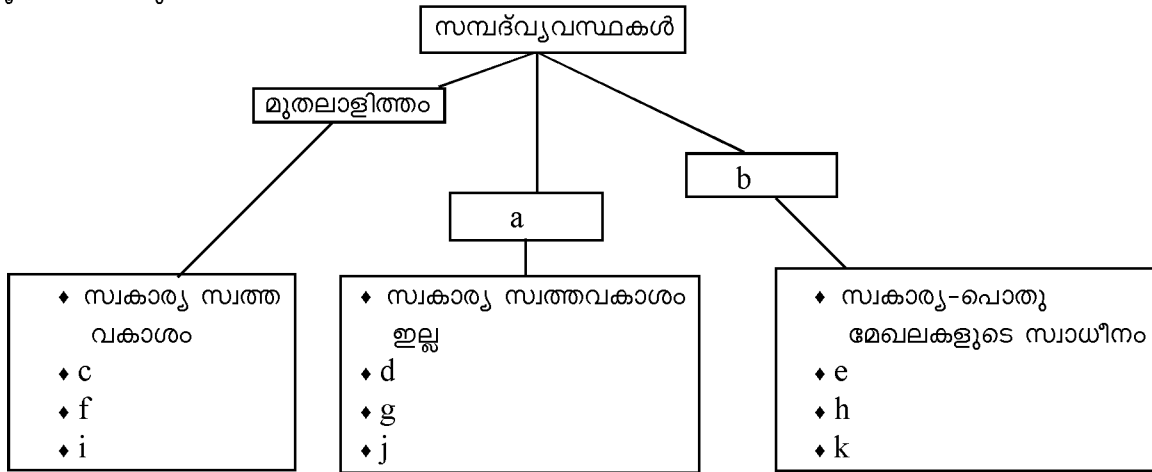 സമ്പദ്‌വ്യവസ്ഥകൾ
മുതലാളിത്തം
a
b
♦ സ്വകാര്യ സ്വത്ത
വകാശം
♦ c
♦ f
♦ i
♦ സ്വകാര്യ സ്വത്തവകാശം
ഇല്ല
♦ d
♦ g
♦ j
♦ സ്വകാര്യ-പൊതു
മേഖലകളുടെ സ്വാധീനം
♦ e
♦ h
♦ k